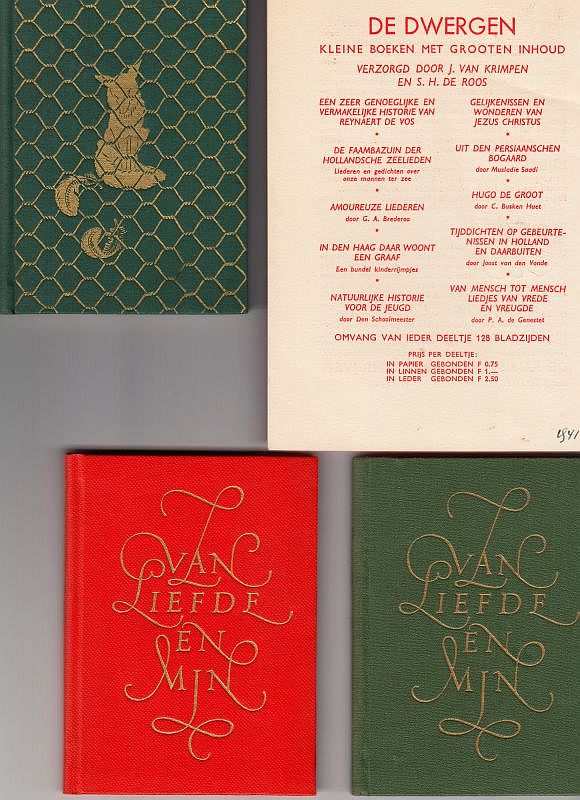 DE DWERGEN
KLEINE BOEKEN MET GROOTEN INHOUD
VERZORGD DOOR J. VAN KRIMPEN
EN S. H. DE ROOS
EEN ZEER GENOEGLIJKE EN
VERMAKELIJKE HISTORIE VAN
REYNAERT DE VOS
DE FAAMBAZUIN DER
HOLLANDSCHE ZEELIEDEN
Liederen en gedichten over
onze mannen ter zee
AMOUREUZE LIEDEREN
door G. A. Brederoo
IN DEN HAAG DAAR WOONT
EEN GRAAF
Een bundel kinderrijmpjes
NATUURLIJKE HISTORIE
VOOR DE JEUGD
door Den Schoolmeester
GELIJKENISSEN EN
WONDEREN VAN
JEZUS CHRISTUS
UIT DEN PERSIAANSCHEN
BOGAARD
door Musladie Saadi
HUGO DE GROOT
door C. Busken Huet
TIJDDICHTEN OP GEBEURTE-
NISSEN IN HOLLAND
EN DAARBUITEN
door Joost van den Vonde
VAN MENSCH TOT MENSCH
LIEDJES VAN VREDE
EN VREUGDE
door P. A. de Genestet
OMVANG VAN IEDER DEELTJE 128 BLADZIJDEN
PRIJS PER DEELTJE:
IN PAPIER GEBONDEN F 0.75
IN LINNEN GEBONDEN F 1.—
IN LEDER GEBONDEN F 2.50
1941
VAN
LIEFDE
EN
MIJN
VAN
LIEFDE
EN
MIJN